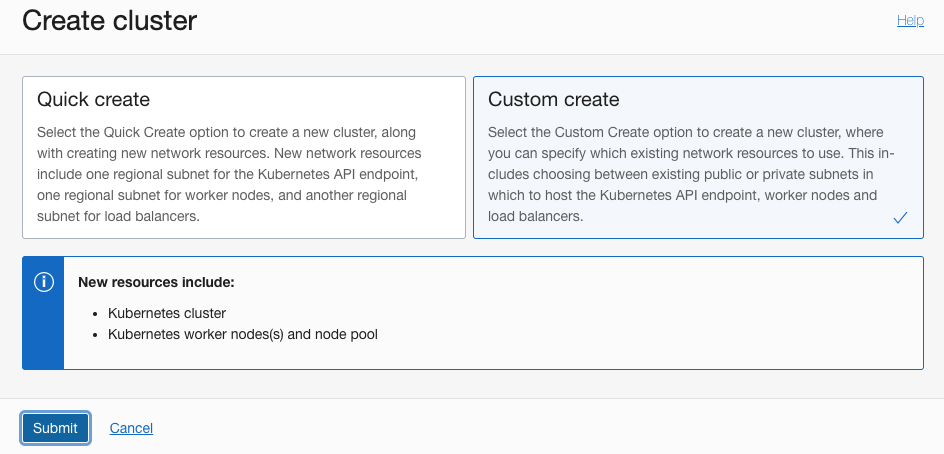 Create cluster
Help
Quick create
Select the Quick Create option to create a new cluster, along
with creating new network resources. New network resources
include one regional subnet for the Kubernetes API endpoint,
one regional subnet for worker nodes, and another regional
subnet for load balancers.
Custom create
Select the Custom Create option to create a new cluster, where
you can specify which existing network resources to use. This in-
cludes choosing between existing public or private subnets in
which to host the Kubernetes API endpoint, worker nodes and
load balancers.
New resources include:
• Kubernetes cluster
• Kubernetes worker nodes(s) and node pool
Submit
Cancel